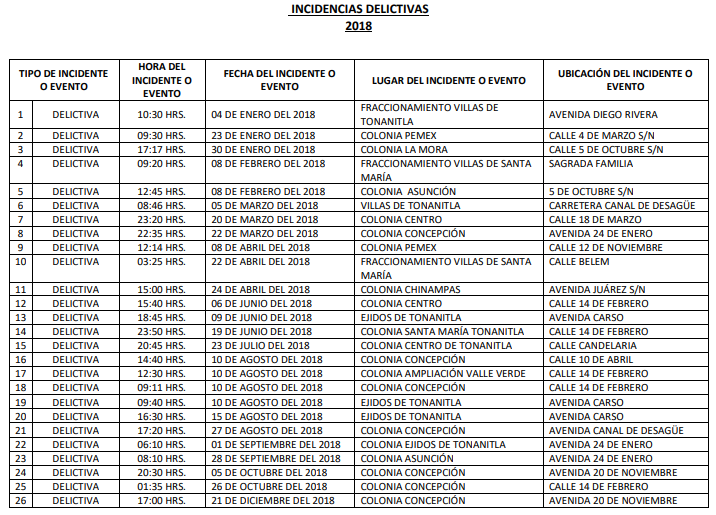 INCIDENCIAS DELICTIVAS
2018
TIPO DE INCIDENTE O EVENTO | HORA DEL INCIDENTE O EVENTO | FECHA DEL INCIDENTE O EVENTO | LUGAR DEL INCIDENTE O EVENTO | UBICACIÓN DEL INCIDENTE O EVENTO
1 | DELICTIVA | 10:30 HRS. | 04 DE ENERO DEL 2018 | FRACCIONAMIENTO VILLAS DE TONANITLA | AVENIDA DIEGO RIVERA
2 | DELICTIVA | 09:30 HRS. | 23 DE ENERO DEL 2018 | COLONIA PEMEX | CALLE 4 DE MARZO S/N
3 | DELICTIVA | 17:17 HRS. | 30 DE ENERO DEL 2018 | COLONIA LA MORA | CALLE 5 DE OCTUBRE S/N
4 | DELICTIVA | 09:20 HRS. | 08 DE FEBRERO DEL 2018 | FRACCIONAMIENTO VILLAS DE SANTA MARÍA | SAGRADA FAMILIA
5 | DELICTIVA | 12:45 HRS. | 08 DE FEBRERO DEL 2018 | COLONIA ASUNCIÓN | 5 DE OCTUBRE S/N
6 | DELICTIVA | 08:46 HRS. | 05 DE MARZO DEL 2018 | VILLAS DE TONANITLA | CARRETERA CANAL DE DESAGÜE
7 | DELICTIVA | 23:20 HRS. | 20 DE MARZO DEL 2018 | COLONIA CENTRO | CALLE 18 DE MARZO
8 | DELICTIVA | 22:35 HRS. | 22 DE MARZO DEL 2018 | COLONIA CONCEPCIÓN | AVENIDA 24 DE ENERO
9 | DELICTIVA | 12:14 HRS. | 08 DE ABRIL DEL 2018 | COLONIA PEMEX | CALLE 12 DE NOVIEMBRE
10 | DELICTIVA | 03:25 HRS. | 22 DE ABRIL DEL 2018 | FRACCIONAMIENTO VILLAS DE SANTA MARÍA | CALLE BELEM
11 | DELICTIVA | 15:00 HRS. | 24 DE ABRIL DEL 2018 | COLONIA CHINAMPAS | AVENIDA JUÁREZ S/N
12 | DELICTIVA | 15:40 HRS. | 06 DE JUNIO DEL 2018 | COLONIA CENTRO | CALLE 14 DE FEBRERO
13 | DELICTIVA | 18:45 HRS. | 09 DE JUNIO DEL 2018 | EJIDOS DE TONANITLA | AVENIDA CARSO
14 | DELICTIVA | 23:50 HRS. | 19 DE JUNIO DEL 2018 | COLONIA SANTA MARÍA TONANITLA | CALLE 14 DE FEBRERO
15 | DELICTIVA | 20:45 HRS. | 23 DE JULIO DEL 2018 | COLONIA CENTRO DE TONANITLA | CALLE CANDELARIA
16 | DELICTIVA | 14:40 HRS. | 10 DE AGOSTO DEL 2018 | COLONIA CONCEPCIÓN | CALLE 10 DE ABRIL
17 | DELICTIVA | 12:30 HRS. | 10 DE AGOSTO DEL 2018 | COLONIA AMPLIACIÓN VALLE VERDE | CALLE 14 DE FEBRERO
18 | DELICTIVA | 09:11 HRS. | 10 DE AGOSTO DEL 2018 | COLONIA CONCEPCIÓN | CALLE 14 DE FEBRERO
19 | DELICTIVA | 09:40 HRS. | 10 DE AGOSTO DEL 2018 | EJIDOS DE TONANITLA | AVENIDA CARSO
20 | DELICTIVA | 16:30 HRS. | 15 DE AGOSTO DEL 2018 | EJIDOS DE TONANITLA | AVENIDA CARSO
21 | DELICTIVA | 17:20 HRS. | 27 DE AGOSTO DEL 2018 | COLONIA CONCEPCIÓN | AVENIDA CANAL DE DESAGÜE
22 | DELICTIVA | 06:10 HRS. | 01 DE SEPTIEMBRE DEL 2018 | COLONIA EJIDOS DE TONANITLA | AVENIDA 24 DE ENERO
23 | DELICTIVA | 08:10 HRS. | 28 DE SEPTIEMBRE DEL 2018 | COLONIA ASUNCIÓN | AVENIDA 24 DE ENERO
24 | DELICTIVA | 20:30 HRS. | 05 DE OCTUBRE DEL 2018 | COLONIA CONCEPCIÓN | AVENIDA 20 DE NOVIEMBRE
25 | DELICTIVA | 01:35 HRS. | 26 DE OCTUBRE DEL 2018 | COLONIA CONCEPCIÓN | CALLE 14 DE FEBRERO
26 | DELICTIVA | 17:00 HRS. | 21 DE DICIEMBRE DEL 2018 | COLONIA CONCEPCIÓN | AVENIDA 20 DE NOVIEMBRE